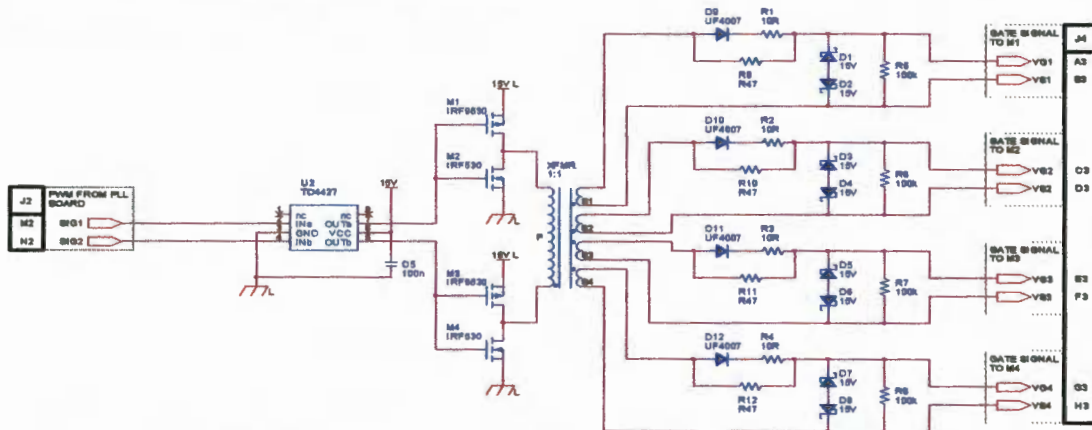 D9
UF4007
R1
10R
R9
R47
D1
15V
D2
15V
R5
100k
GATE SIGNAL
TO M1
VG1
VS1
J4
A3
B3
15V L
M1
IRF9530
M2
IRF530
XFMR
1:1
P
S1
S2
S3
S4
D10
UF4007
R2
10R
R10
R47
D3
15V
D4
15V
R6
100k
GATE SIGNAL
TO M2
VG2
VS2
C3
D3
J2
M2
N2
PWM FROM PLL
BOARD
SIG1
SIG2
U2
TD4427
nc
INa
GND
INb
nc
OUTa
VCC
OUTb
15V
C5
100n
L
D11
UF4007
R3
10R
R11
R47
D5
15V
D6
15V
R7
100k
GATE SIGNAL
TO M3
VG3
VS3
E3
F3
15V L
M3
IRF9530
M4
IRF530
L
L
D12
UF4007
R4
10R
R12
R47
D7
15V
D8
15V
100k
GATE SIGNAL
TO M4
VG4
VS4
G3
H3